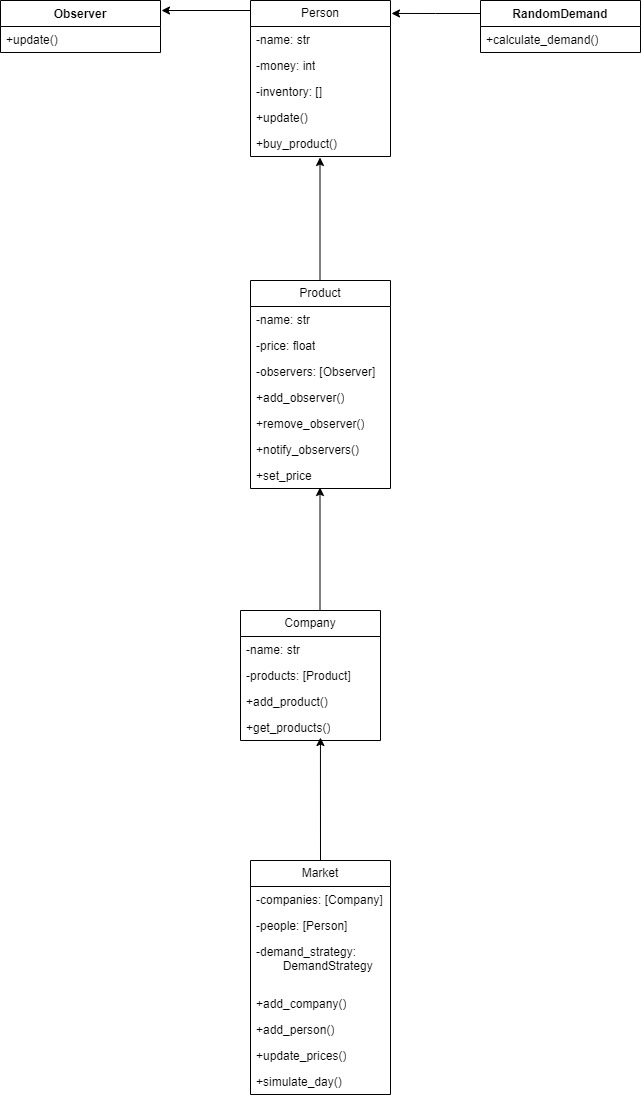 Observer
+update()
Person
-name: str
-money: int
-inventory: []
+update()
+buy_product()
RandomDemand
+calculate_demand()
Product
-name: str
-price: float
-observers: [Observer]
+add_observer()
+remove_observer()
+notify_observers()
+set_price
Company
-name: str
-products: [Product]
+add_product()
+get_products()
Market
-companies: [Company]
-people: [Person]
-demand_strategy:
DemandStrategy
+add_company()
+add_person()
+update_prices()
+simulate_day()